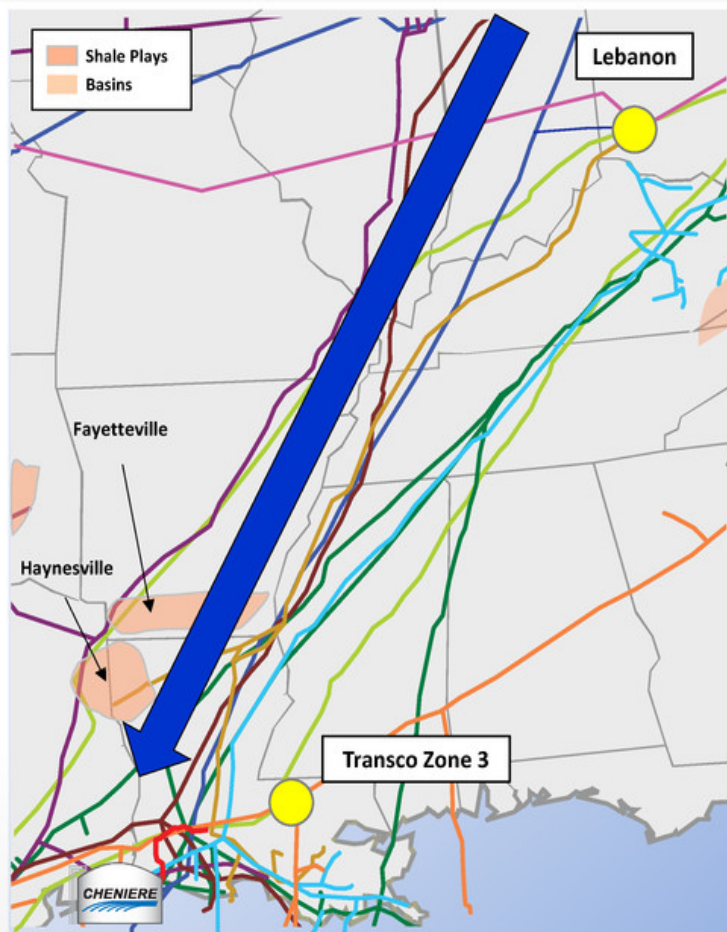 Shale Plays
Basins
Lebanon
Fayetteville
Haynesville
Transco Zone 3
CHENIERE